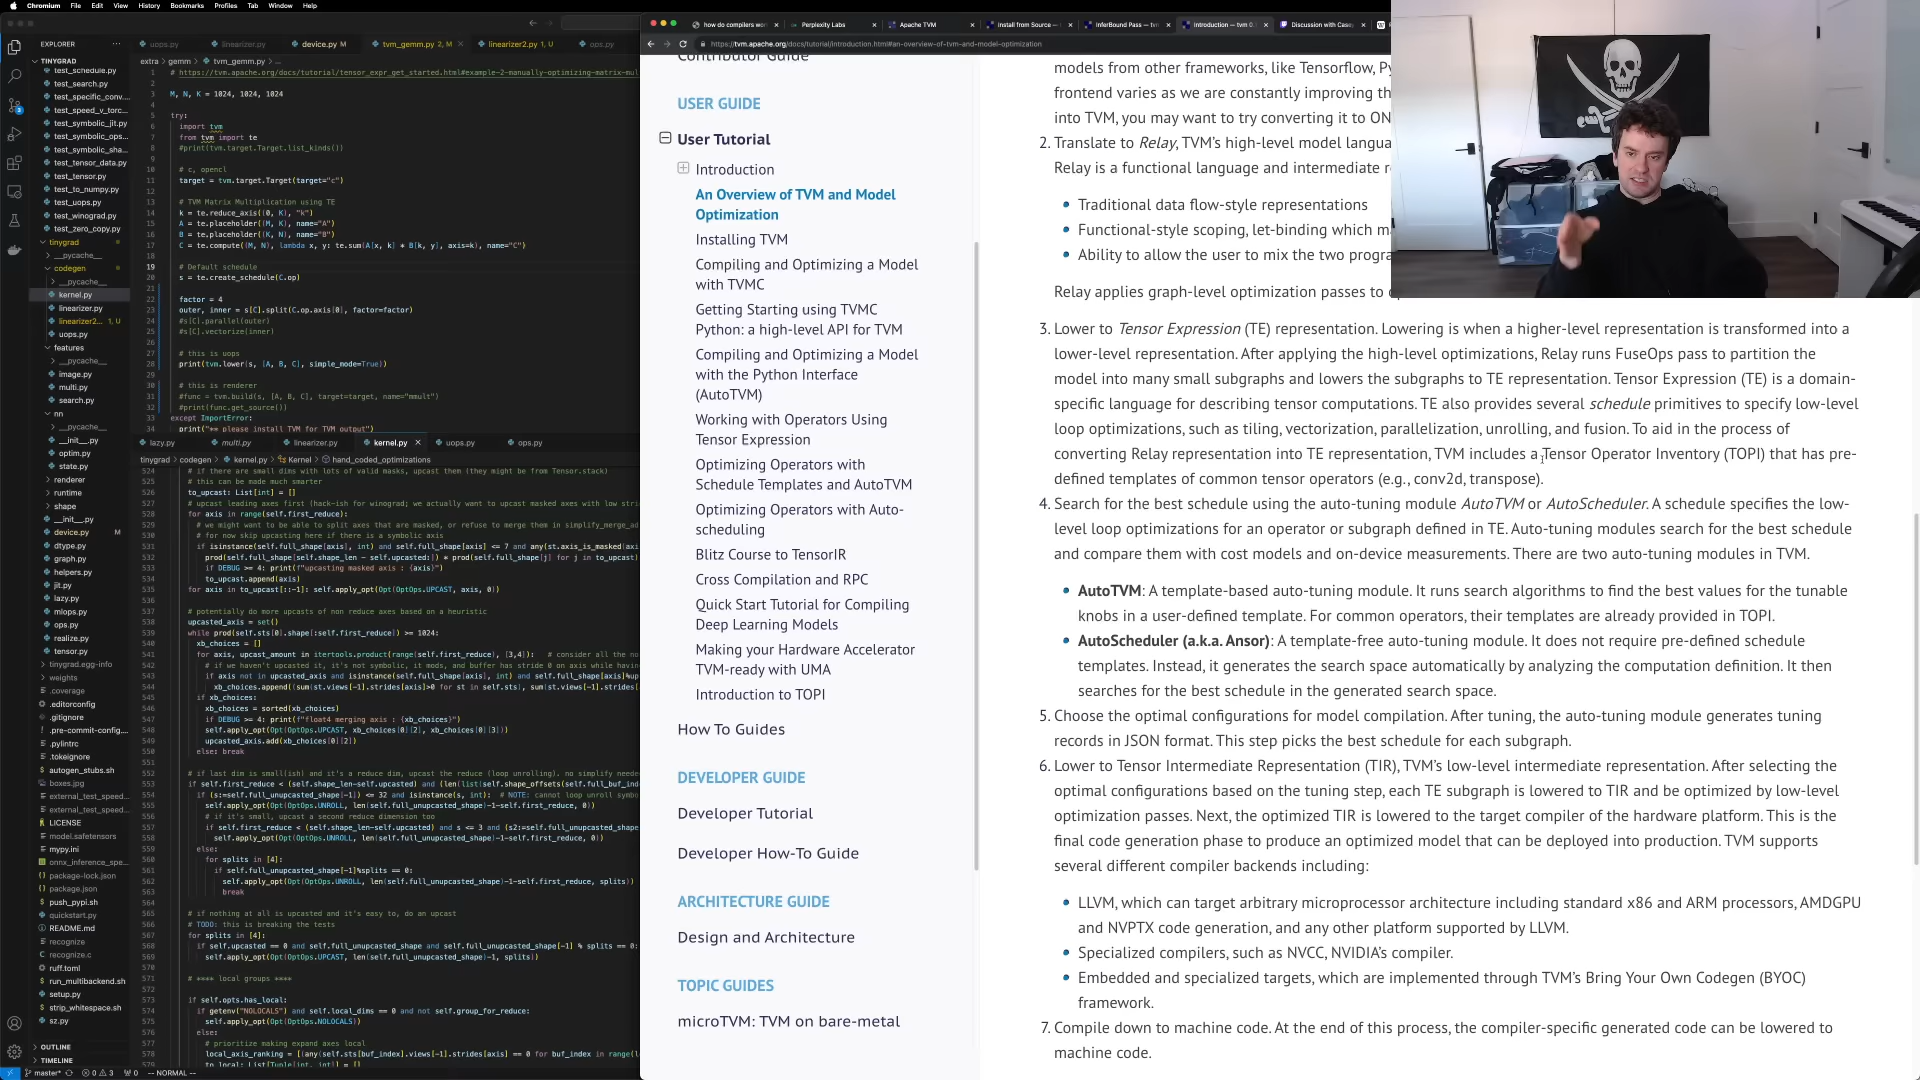 Chromium File Edit View History Bookmarks Profiles Tab Window Help
EXPLORER
TINYGRAD
test_schedule.py
test_search.py
test_specific_conv...
test_speed_v_torc...
test_symbolic_jit.py
test_symbolic_ops...
test_symbolic_sha...
test_tensor_data.py
test_tensor.py
test_to_numpy.py
test_uops.py
test_winograd.py
test_zero_copy.py
tinygrad
__pycache__
codegen
__pycache__
kernel.py
linearizer.py
linearizer2... 1, U
uops.py
features
__pycache__
image.py
multi.py
search.py
nn
__pycache__
__init__.py
optim.py
state.py
renderer
runtime
shape
__init__.py
device.py M
dtype.py
graph.py
helpers.py
jit.py
lazy.py
mlops.py
ops.py
realize.py
tensor.py
tinygrad.egg-info
weights
.coverage
.editorconfig
.gitignore
.pre-commit-config....
.pylintrc
.tokeignore
autogen_stubs.sh
boxes.jpg
external_test_speed...
external_test_speed...
LICENSE
model.safetensors
mypy.ini
onnx_inference_spe...
package-lock.json
package.json
push_pypi.sh
quickstart.py
README.md
recognize
recognize.c
ruff.toml
run_multibackend.sh
setup.py
strip_whitespace.sh
sz.py
OUTLINE
TIMELINE
master* 0 3 0 -- NORMAL --
uops.py linearizer.py device.py M tvm_gemm.py 2, M linearizer2.py 1, U ops.py
extra > gemm > tvm_gemm.py > ...
1 # https://tvm.apache.org/docs/tutorial/tensor_expr_get_started.html#example-2-manually-optimizing-matrix-mul
3 M, N, K = 1024, 1024, 1024
5 try:
6 import tvm
7 from tvm import te
8 #print(tvm.target.Target.list_kinds())
10 # c, opencl
11 target = tvm.target.Target(target="c")
13 # TVM Matrix Multiplication using TE
14 k = te.reduce_axis((0, K), "k")
15 A = te.placeholder((M, K), name="A")
16 B = te.placeholder((K, N), name="B")
17 C = te.compute((M, N), lambda x, y: te.sum(A[x, k] * B[k, y], axis=k), name="C")
19 # Default schedule
20 s = te.create_schedule(C.op)
22 factor = 4
23 outer, inner = s[C].split(C.op.axis[0], factor=factor)
24 #s[C].parallel(outer)
25 #s[C].vectorize(inner)
27 # this is uops
28 print(tvm.lower(s, [A, B, C], simple_mode=True))
30 # this is renderer
31 #func = tvm.build(s, [A, B, C], target=target, name="mmult")
32 #print(func.get_source())
33 except ImportError:
34 print("** please install TVM for TVM output")
lazy.py multi.py linearizer.py kernel.py uops.py ops.py
tinygrad > codegen > kernel.py > Kernel > hand_coded_optimizations
524 # if there are small dims with lots of valid masks, upcast them (they might be from Tensor.stack)
525 # this can be made much smarter
526 to_upcast: List[int] = []
527 # upcast leading axes first (hack-ish for winograd; we actually want to upcast masked axes with low stri
528 for axis in range(self.first_reduce):
529 # we might want to be able to split axes that are masked, or refuse to merge them in simplify_merge_ad
530 # for now skip upcasting here if there is a symbolic axis
531 if isinstance(self.full_shape[axis], int) and self.full_shape[axis] <= 7 and any(st.axis_is_masked(axi
532 prod(self.full_shape[self.shape_len - self.upcasted:]) * prod(self.full_shape[j] for j in to_upcast)
533 if DEBUG >= 4: print(f"upcasting masked axis : {axis}")
534 to_upcast.append(axis)
535 for axis in to_upcast[::-1]: self.apply_opt(Opt(OptOps.UPCAST, axis, 0))
537 # potentially do more upcasts of non reduce axes based on a heuristic
538 upcasted_axis = set()
539 while prod(self.sts[0].shape[:self.first_reduce]) >= 1024:
540 xb_choices = []
541 for axis, upcast_amount in itertools.product(range(self.first_reduce), [3,4]): # consider all the no
542 # if we haven't upcasted it, it's not symbolic, it mods, and buffer has stride 0 on axis while havin
543 if axis not in upcasted_axis and isinstance(self.full_shape[axis], int) and self.full_shape[axis]%up
544 xb_choices.append((sum(st.views[-1].strides[axis]>0 for st in self.sts), sum(st.views[-1].strides[
545 if xb_choices:
546 xb_choices = sorted(xb_choices)
547 if DEBUG >= 4: print(f"float4 merging axis : {xb_choices}")
548 self.apply_opt(Opt(OptOps.UPCAST, xb_choices[0][2], xb_choices[0][3]))
549 upcasted_axis.add(xb_choices[0][2])
550 else: break
552 # if last dim is small(ish) and it's a reduce dim, upcast the reduce (loop unrolling). no simplify neede
553 if self.first_reduce < (self.shape_len-self.upcasted) and (len(list(self.shape_offsets(self.full_buf_ind
554 if (s:=self.full_unupcasted_shape[-1]) <= 32 and isinstance(s, int): # NOTE: cannot loop unroll symbo
555 self.apply_opt(Opt(OptOps.UNROLL, len(self.full_unupcasted_shape)-1-self.first_reduce, 0))
556 # if it's small, upcast a second reduce dimension too
557 if self.first_reduce < (self.shape_len-self.upcasted) and s <= 3 and (s2:=self.full_unupcasted_shape
558 self.apply_opt(Opt(OptOps.UNROLL, len(self.full_unupcasted_shape)-1-self.first_reduce, 0))
559 else:
560 for splits in [4]:
561 if self.full_unupcasted_shape[-1]%splits == 0:
562 self.apply_opt(Opt(OptOps.UNROLL, len(self.full_unupcasted_shape)-1-self.first_reduce, splits))
563 break
565 # if nothing at all is upcasted and it's easy to, do an upcast
566 # TODO: this is breaking the tests
567 for splits in [4]:
568 if self.upcasted == 0 and self.full_unupcasted_shape and self.full_unupcasted_shape[-1] % splits == 0:
569 self.apply_opt(Opt(OptOps.UPCAST, len(self.full_unupcasted_shape)-1, splits))
571 # **** local groups ****
573 if self.opts.has_local:
574 if getenv("NOLOCALS") and self.local_dims == 0 and not self.group_for_reduce:
575 self.apply_opt(Opt(OptOps.NOLOCALS))
576 else:
577 # prioritize making expand axes local
578 local_axis_ranking = [(any(self.sts[buf_index].views[-1].strides[axis] == 0 for buf_index in range(l
579 to_local: List[Tuple[int, int]] = []
how do compilers wor Perplexity Labs Apache TVM Install from Source — InferBound Pass — tvm Introduction — tvm 0. Discussion with Case
https://tvm.apache.org/docs/tutorial/introduction.html#an-overview-of-tvm-and-model-optimization
Contributor Guide
USER GUIDE
User Tutorial
Introduction
An Overview of TVM and Model
Optimization
Installing TVM
Compiling and Optimizing a Model
with TVMC
Getting Starting using TVMC
Python: a high-level API for TVM
Compiling and Optimizing a Model
with the Python Interface
(AutoTVM)
Working with Operators Using
Tensor Expression
Optimizing Operators with
Schedule Templates and AutoTVM
Optimizing Operators with Auto-
scheduling
Blitz Course to TensorIR
Cross Compilation and RPC
Quick Start Tutorial for Compiling
Deep Learning Models
Making your Hardware Accelerator
TVM-ready with UMA
Introduction to TOPI
How To Guides
DEVELOPER GUIDE
Developer Tutorial
Developer How-To Guide
ARCHITECTURE GUIDE
Design and Architecture
TOPIC GUIDES
microTVM: TVM on bare-metal
models from other frameworks, like Tensorflow, Py
frontend varies as we are constantly improving th
into TVM, you may want to try converting it to ON
2. Translate to Relay, TVM's high-level model langua
Relay is a functional language and intermediate r
Traditional data flow-style representations
Functional-style scoping, let-binding which m
Ability to allow the user to mix the two progra
Relay applies graph-level optimization passes to
3. Lower to Tensor Expression (TE) representation. Lowering is when a higher-level representation is transformed into a
lower-level representation. After applying the high-level optimizations, Relay runs FuseOps pass to partition the
model into many small subgraphs and lowers the subgraphs to TE representation. Tensor Expression (TE) is a domain-
specific language for describing tensor computations. TE also provides several schedule primitives to specify low-level
loop optimizations, such as tiling, vectorization, parallelization, unrolling, and fusion. To aid in the process of
converting Relay representation into TE representation, TVM includes a Tensor Operator Inventory (TOPI) that has pre-
defined templates of common tensor operators (e.g., conv2d, transpose).
4. Search for the best schedule using the auto-tuning module AutoTVM or AutoScheduler. A schedule specifies the low-
level loop optimizations for an operator or subgraph defined in TE. Auto-tuning modules search for the best schedule
and compare them with cost models and on-device measurements. There are two auto-tuning modules in TVM.
AutoTVM: A template-based auto-tuning module. It runs search algorithms to find the best values for the tunable
knobs in a user-defined template. For common operators, their templates are already provided in TOPI.
AutoScheduler (a.k.a. Ansor): A template-free auto-tuning module. It does not require pre-defined schedule
templates. Instead, it generates the search space automatically by analyzing the computation definition. It then
searches for the best schedule in the generated search space.
5. Choose the optimal configurations for model compilation. After tuning, the auto-tuning module generates tuning
records in JSON format. This step picks the best schedule for each subgraph.
6. Lower to Tensor Intermediate Representation (TIR), TVM's low-level intermediate representation. After selecting the
optimal configurations based on the tuning step, each TE subgraph is lowered to TIR and be optimized by low-level
optimization passes. Next, the optimized TIR is lowered to the target compiler of the hardware platform. This is the
final code generation phase to produce an optimized model that can be deployed into production. TVM supports
several different compiler backends including:
LLVM, which can target arbitrary microprocessor architecture including standard x86 and ARM processors, AMDGPU
and NVPTX code generation, and any other platform supported by LLVM.
Specialized compilers, such as NVCC, NVIDIA's compiler.
Embedded and specialized targets, which are implemented through TVM's Bring Your Own Codegen (BYOC)
framework.
7. Compile down to machine code. At the end of this process, the compiler-specific generated code can be lowered to
machine code.